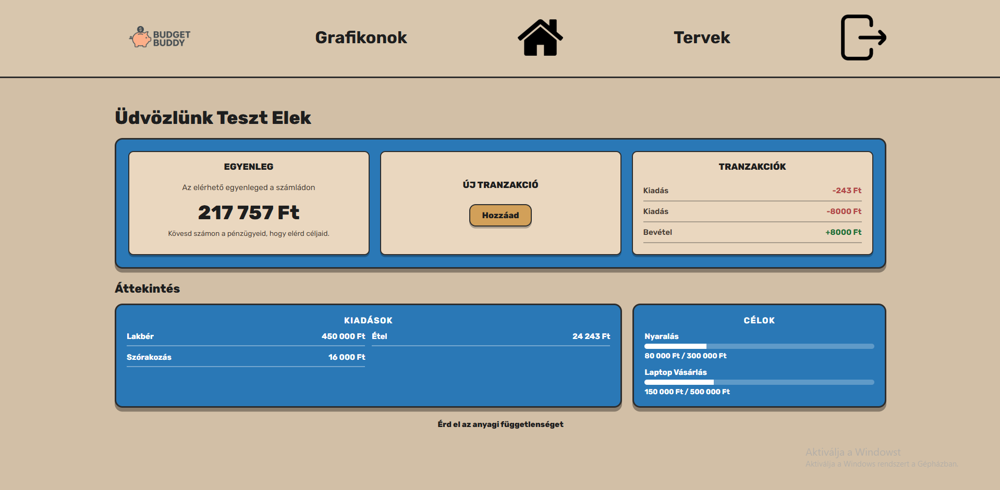 BUDGET
BUDDY
Grafikonok
Tervek
Üdvözlünk Teszt Elek
EGYENLEG
Az elérhető egyenleged a számládon
217 757 Ft
Kövesd számon a pénzügyeid, hogy elérd céljaid.
ÚJ TRANZAKCIÓ
Hozzáad
TRANZAKCIÓK
Kiadás -243 Ft
Kiadás -8000 Ft
Bevétel +8000 Ft
Áttekintés
KIADÁSOK
Lakbér 450 000 Ft Étel 24 243 Ft
Szórakozás 16 000 Ft
CÉLOK
Nyaralás
80 000 Ft / 300 000 Ft
Laptop Vásárlás
150 000 Ft / 500 000 Ft
Érd el az anyagi függetlenséget
Aktiválja a Windowst
Aktiválja a Windows rendszert a Gépházban.